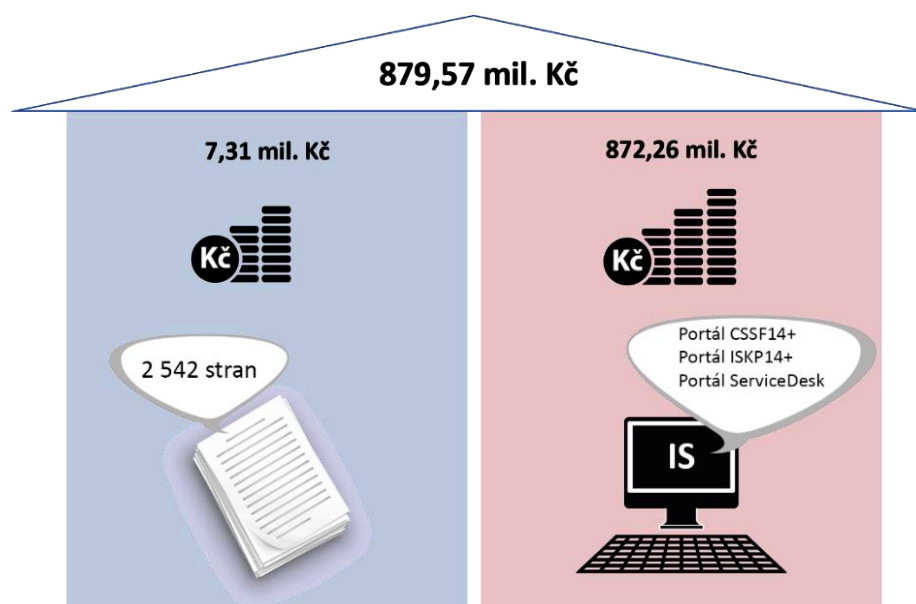 879,57 mil. Kč
7,31 mil. Kč
872,26 mil. Kč
Kč
Kč
2 542 stran
Portál CSSF14+
Portál ISKP14+
Portál ServiceDesk
IS